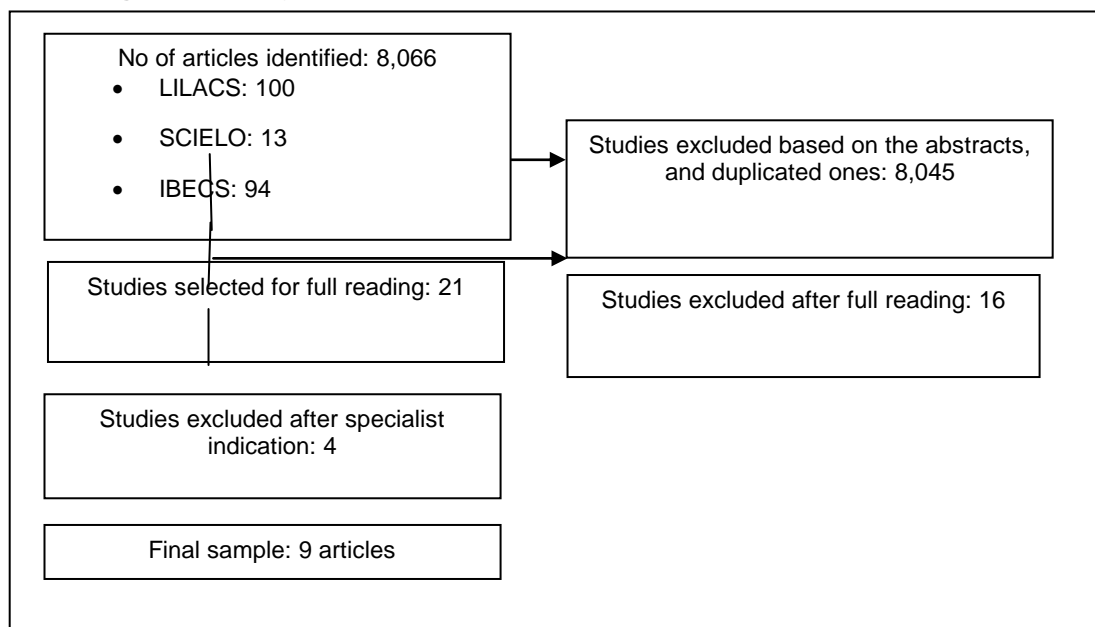 No of articles identified: 8,066
• LILACS: 100
• SCIELO: 13
• IBECS: 94
Studies excluded based on the abstracts,
and duplicated ones: 8,045
Studies selected for full reading: 21
Studies excluded after full reading: 16
Studies excluded after specialist
indication: 4
Final sample: 9 articles